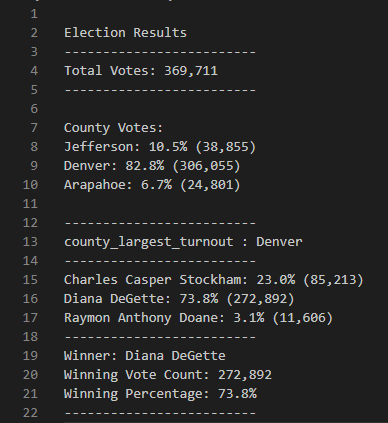 1
2 Election Results
3 -------------------------
4 Total Votes: 369,711
5 -------------------------
6
7 County Votes:
8 Jefferson: 10.5% (38,855)
9 Denver: 82.8% (306,055)
10 Arapahoe: 6.7% (24,801)
11
12 -------------------------
13 county_largest_turnout : Denver
14 -------------------------
15 Charles Casper Stockham: 23.0% (85,213)
16 Diana DeGette: 73.8% (272,892)
17 Raymon Anthony Doane: 3.1% (11,606)
18 -------------------------
19 Winner: Diana DeGette
20 Winning Vote Count: 272,892
21 Winning Percentage: 73.8%
22 -------------------------